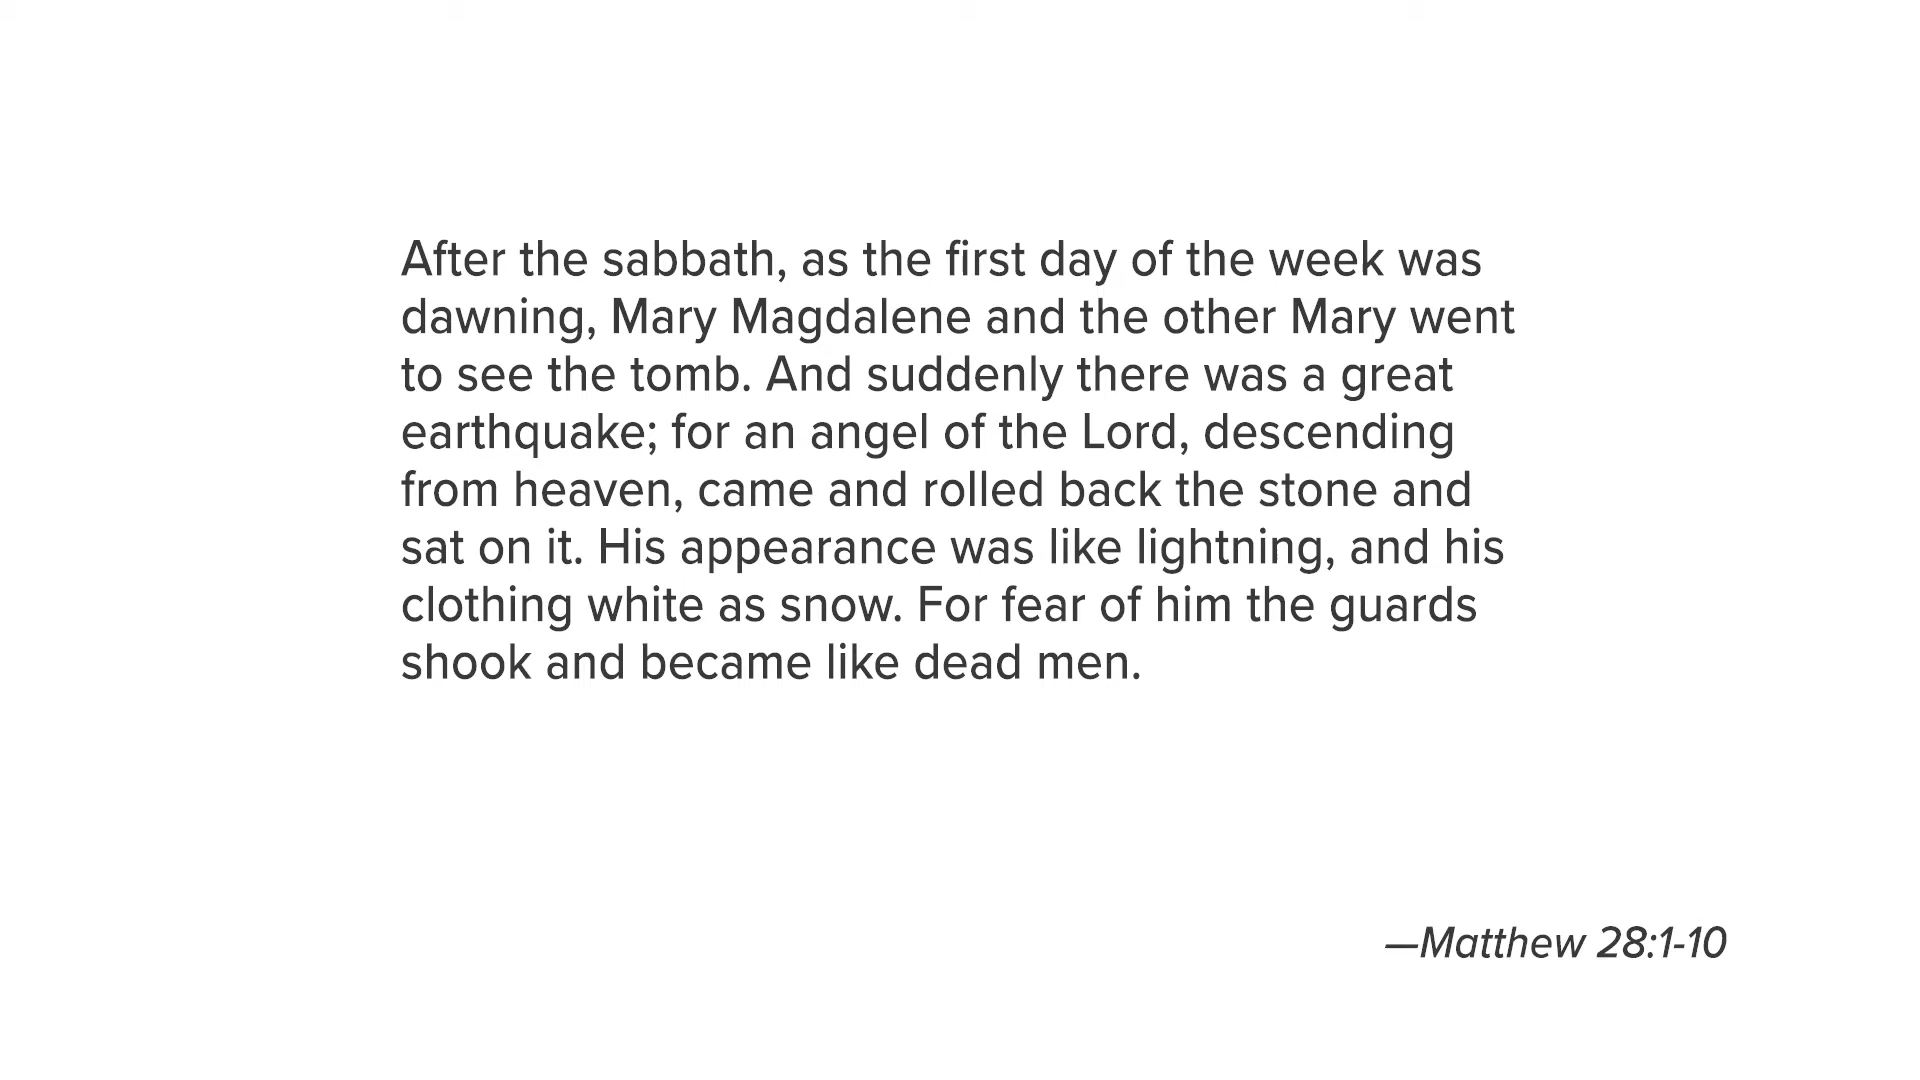 After the sabbath, as the first day of the week was
dawning, Mary Magdalene and the other Mary went
to see the tomb. And suddenly there was a great
earthquake; for an angel of the Lord, descending
from heaven, came and rolled back the stone and
sat on it. His appearance was like lightning, and his
clothing white as snow. For fear of him the guards
shook and became like dead men.
—Matthew 28:1-10